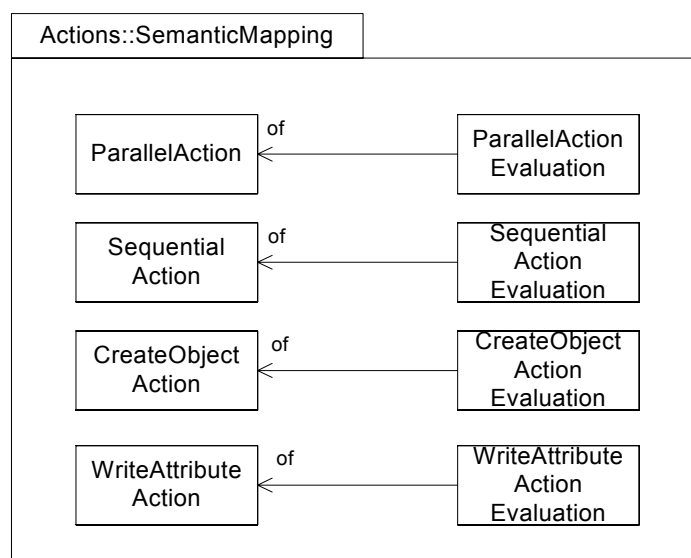 Actions::SemanticMapping
ParallelAction
of
ParallelAction
Evaluation
Sequential
Action
of
Sequential
Action
Evaluation
CreateObject
Action
of
CreateObject
Action
Evaluation
WriteAttribute
Action
of
WriteAttribute
Action
Evaluation